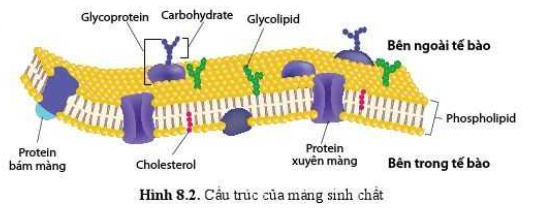 Glycoprotein
Carbohydrate
Glycolipid
Bên ngoài tế bào
Phospholipid
Protein
bám màng
Cholesterol
Protein
xuyên màng
Bên trong tế bào
Hình 8.2. Cấu trúc của màng sinh chất